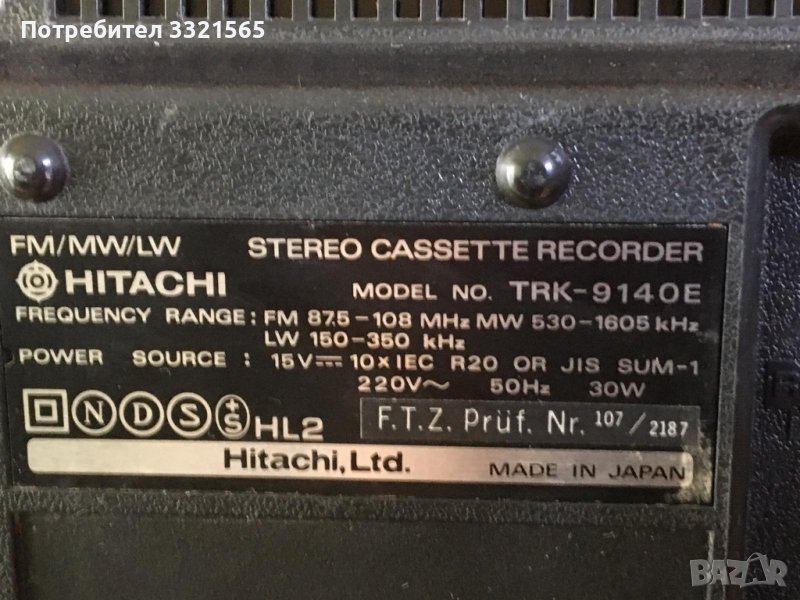 Потребител 3321565
FM/MW/LW STEREO CASSETTE RECORDER
HITACHI MODEL NO. TRK-9140E
FREQUENCY RANGE: FM 87.5-108 MHz MW 530-1605 kHz
LW 150-350 kHz
POWER SOURCE : 15V⎓ 10xIEC R20 OR JIS SUM-1
220V~ 50Hz 30W
N D S +S HL2 F.T.Z. Prüf. Nr. 107/2187
Hitachi, Ltd. MADE IN JAPAN
BAZAR